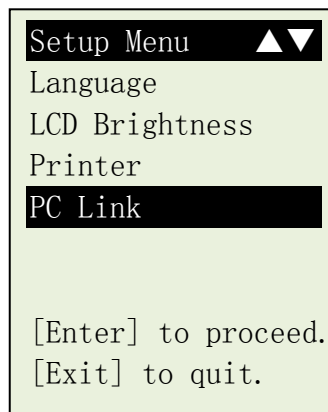 Setup Menu ▲▼
Language
LCD Brightness
Printer
PC Link
[Enter] to proceed.
[Exit] to quit.